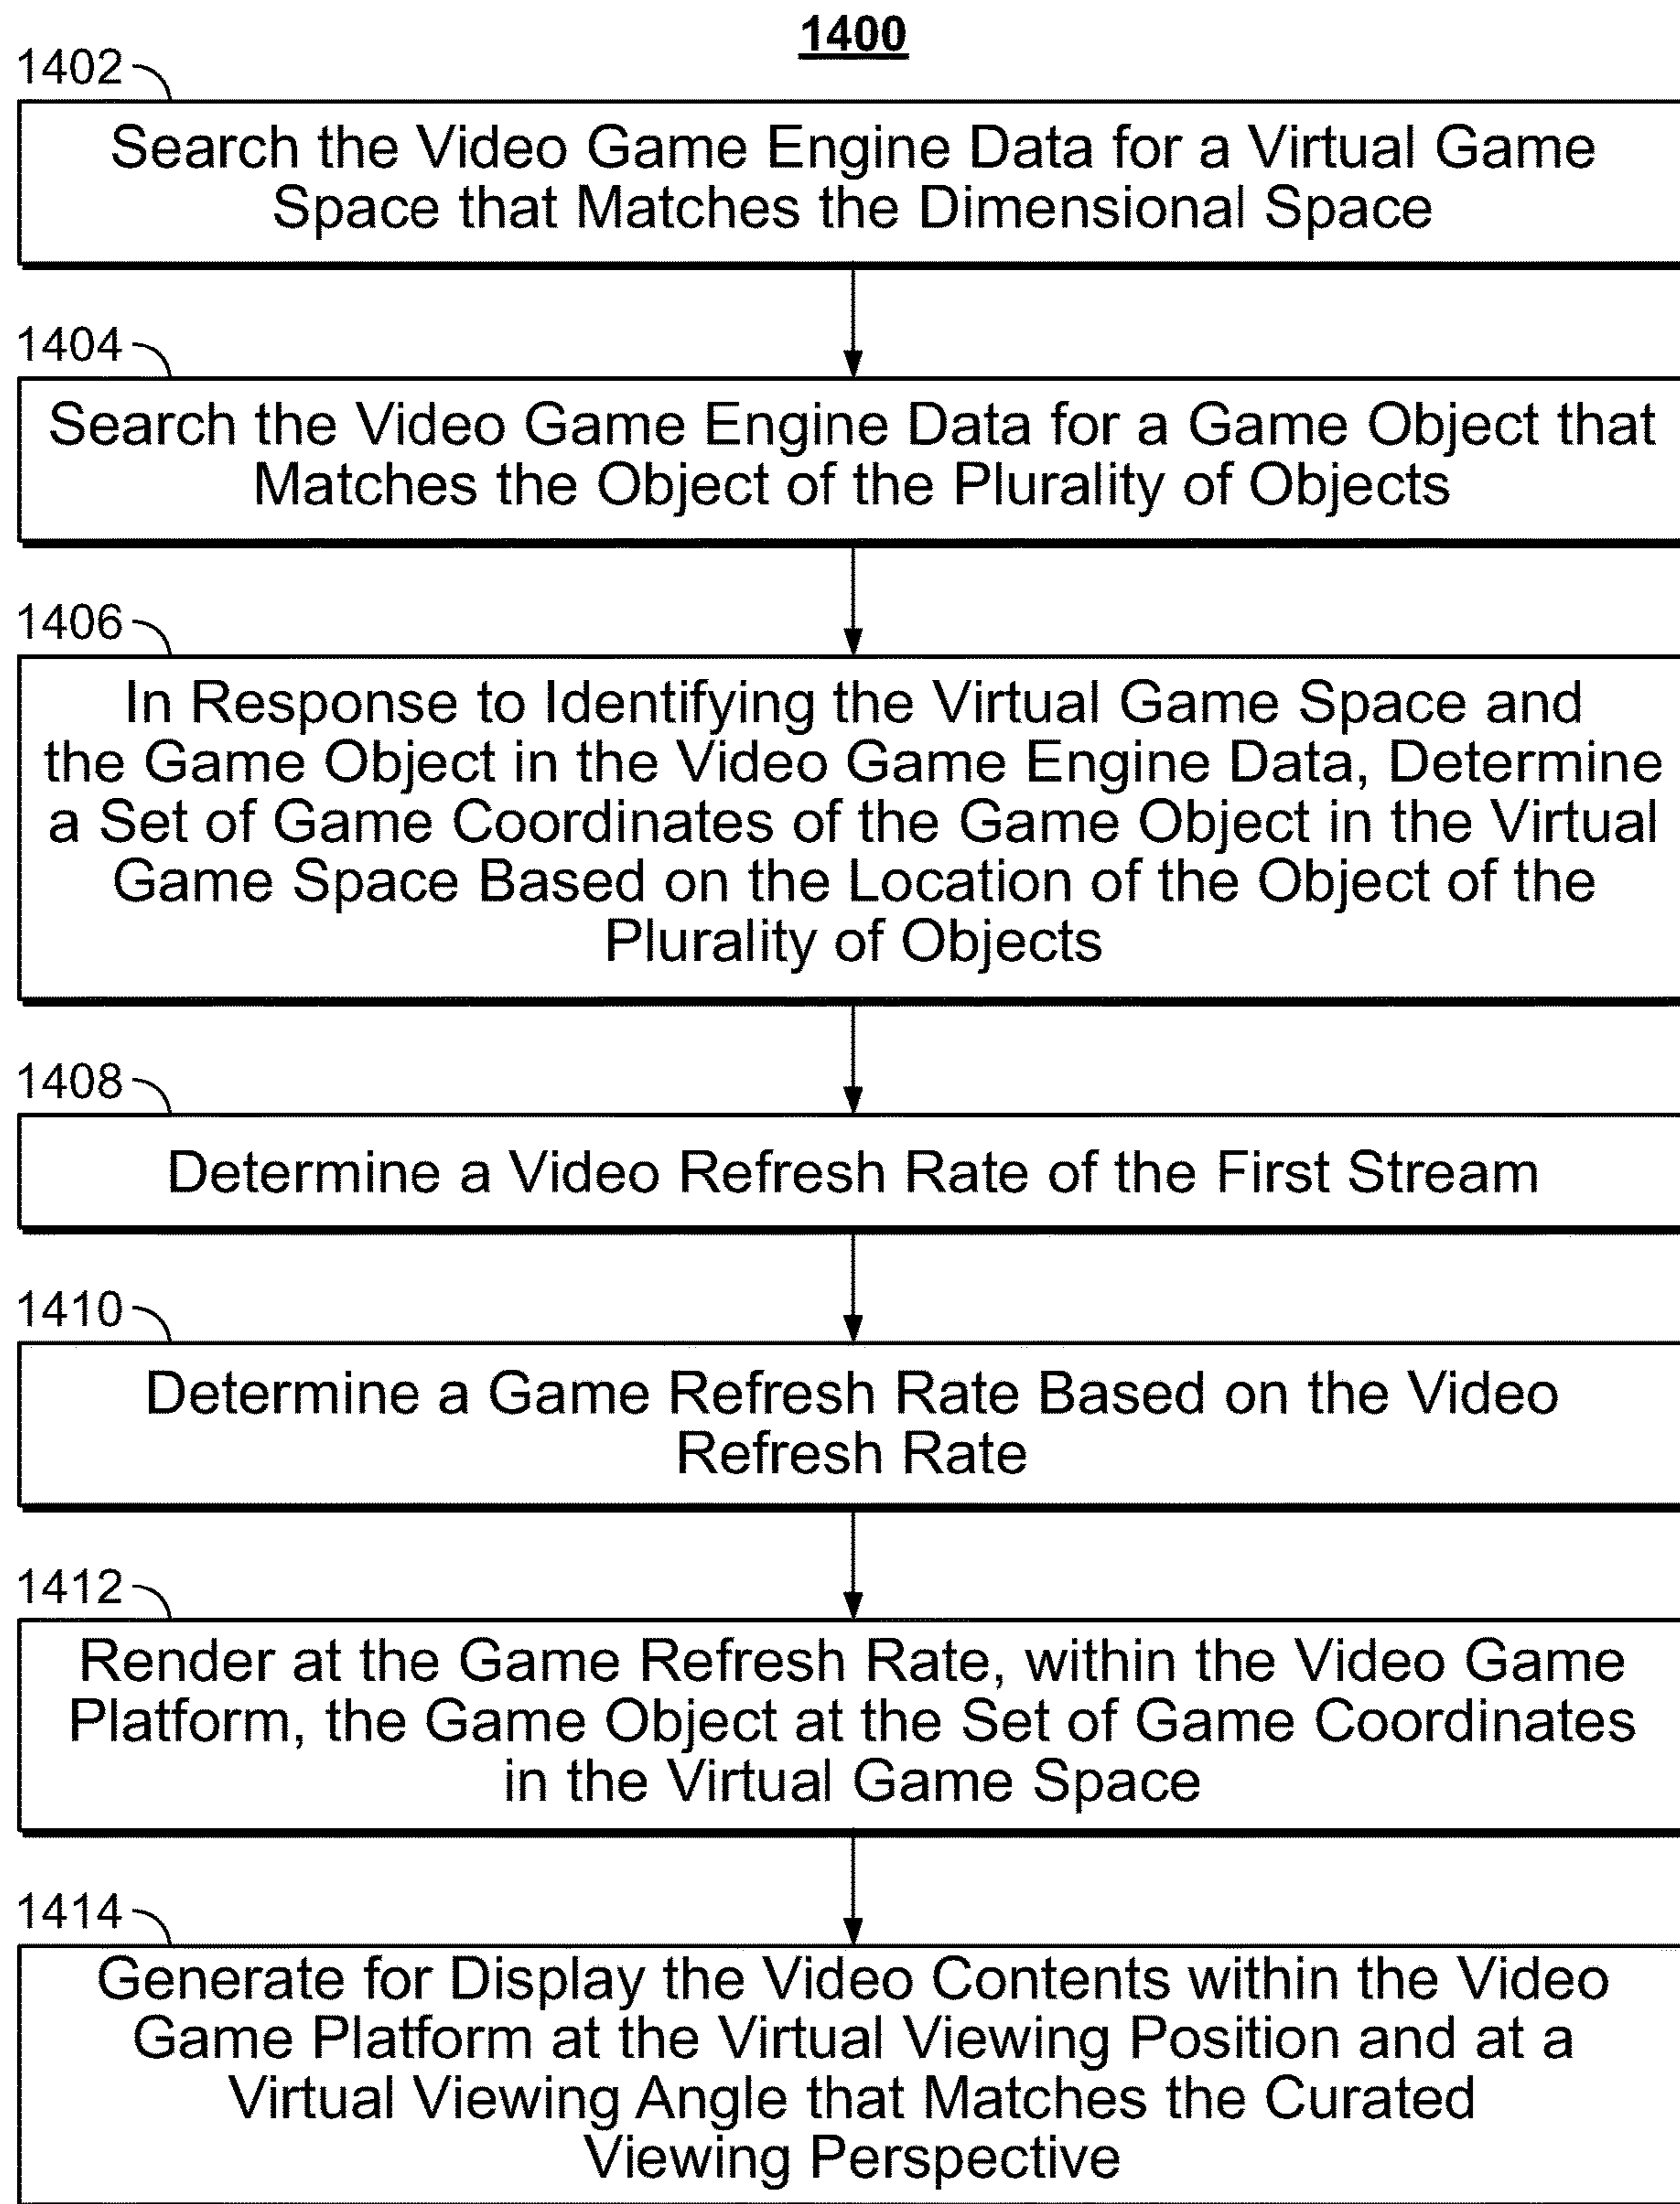 1400
1402
Search the Video Game Engine Data for a Virtual Game
Space that Matches the Dimensional Space
1404
Search the Video Game Engine Data for a Game Object that
Matches the Object of the Plurality of Objects
1406
In Response to Identifying the Virtual Game Space and
the Game Object in the Video Game Engine Data, Determine
a Set of Game Coordinates of the Game Object in the Virtual
Game Space Based on the Location of the Object of the
Plurality of Objects
1408
Determine a Video Refresh Rate of the First Stream
1410
Determine a Game Refresh Rate Based on the Video
Refresh Rate
1412
Render at the Game Refresh Rate, within the Video Game
Platform, the Game Object at the Set of Game Coordinates
in the Virtual Game Space
1414
Generate for Display the Video Contents within the Video
Game Platform at the Virtual Viewing Position and at a
Virtual Viewing Angle that Matches the Curated
Viewing Perspective